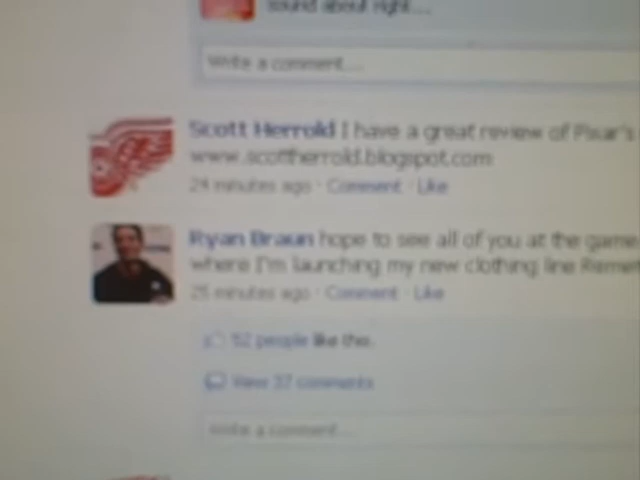 sound about right...
Write a comment...
Scott Herrold I have a great review of Pixar's
www.scottherrold.blogspot.com
24 minutes ago · Comment · Like
Ryan Braun hope to see all of you at the game
where I'm launching my new clothing line
25 minutes ago · Comment · Like
52 people like this.
View 37 comments
Write a comment...